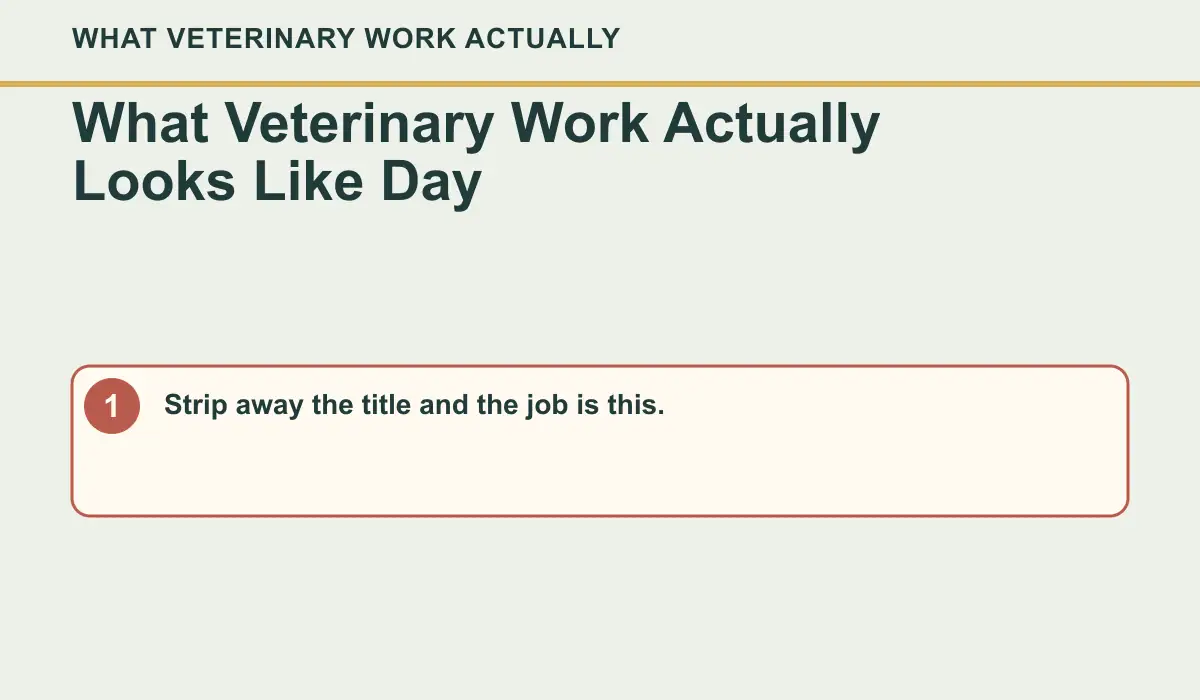 WHAT VETERINARY WORK ACTUALLY
What Veterinary Work Actually
Looks Like Day
1 Strip away the title and the job is this.